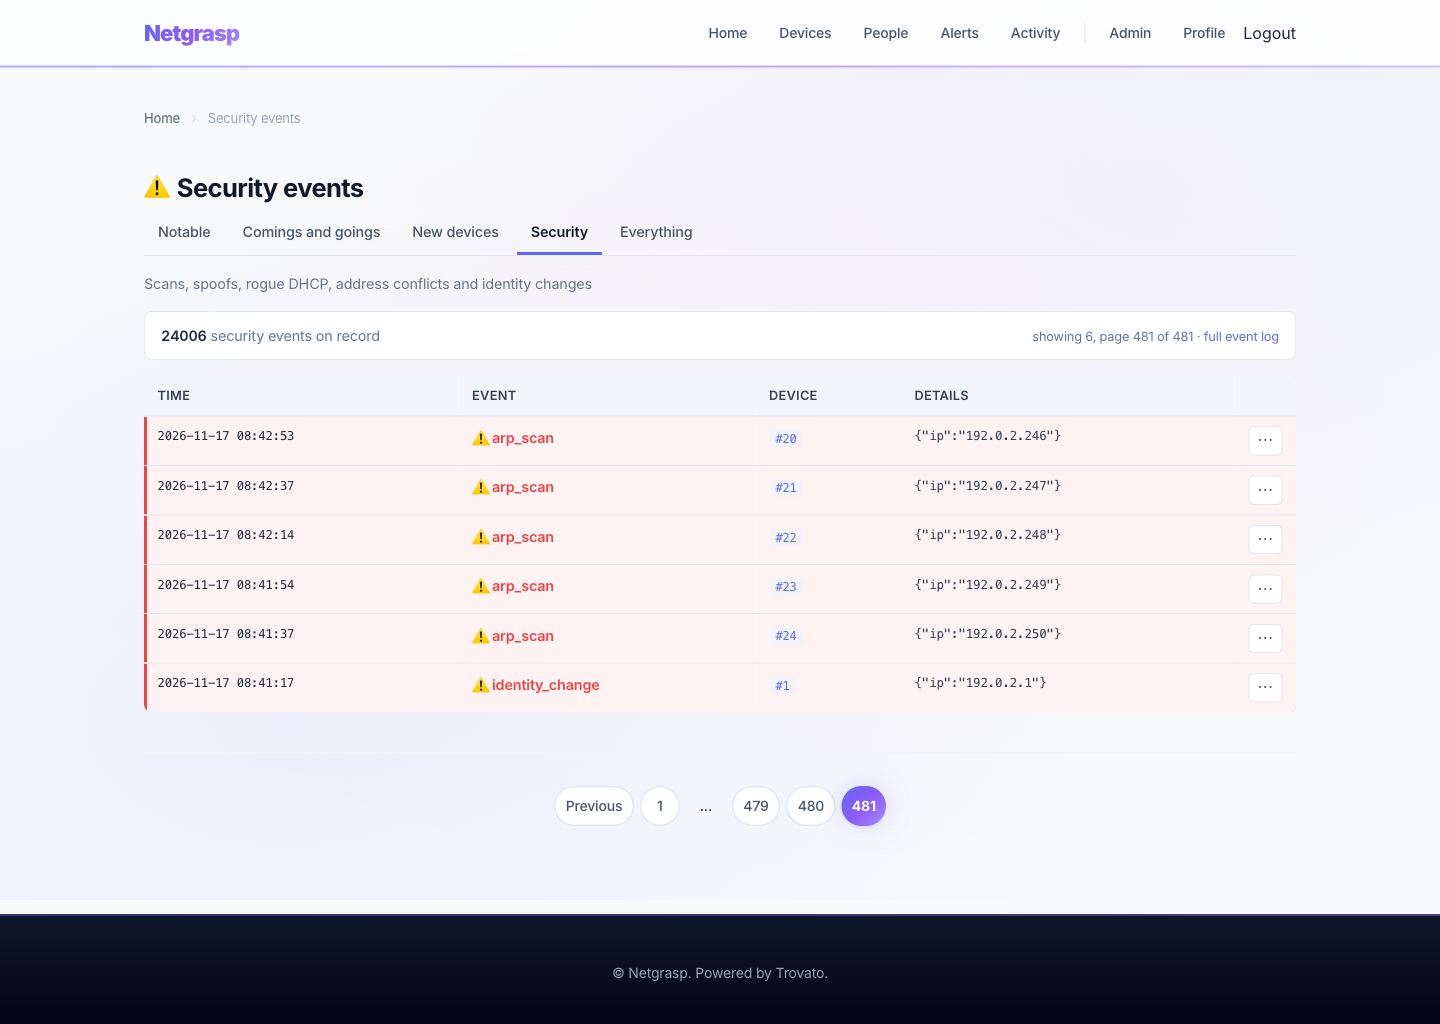 Netgrasp
Home Devices People Alerts Activity Admin Profile Logout
Home › Security events
⚠️ Security events
Notable Comings and goings New devices Security Everything
Scans, spoofs, rogue DHCP, address conflicts and identity changes
24006 security events on record showing 6, page 481 of 481 · full event log
TIME EVENT DEVICE DETAILS
2026-11-17 08:42:53 ⚠️ arp_scan #20 {"ip":"192.0.2.246"} ...
2026-11-17 08:42:37 ⚠️ arp_scan #21 {"ip":"192.0.2.247"} ...
2026-11-17 08:42:14 ⚠️ arp_scan #22 {"ip":"192.0.2.248"} ...
2026-11-17 08:41:54 ⚠️ arp_scan #23 {"ip":"192.0.2.249"} ...
2026-11-17 08:41:37 ⚠️ arp_scan #24 {"ip":"192.0.2.250"} ...
2026-11-17 08:41:17 ⚠️ identity_change #1 {"ip":"192.0.2.1"} ...
Previous 1 ... 479 480 481
© Netgrasp. Powered by Trovato.